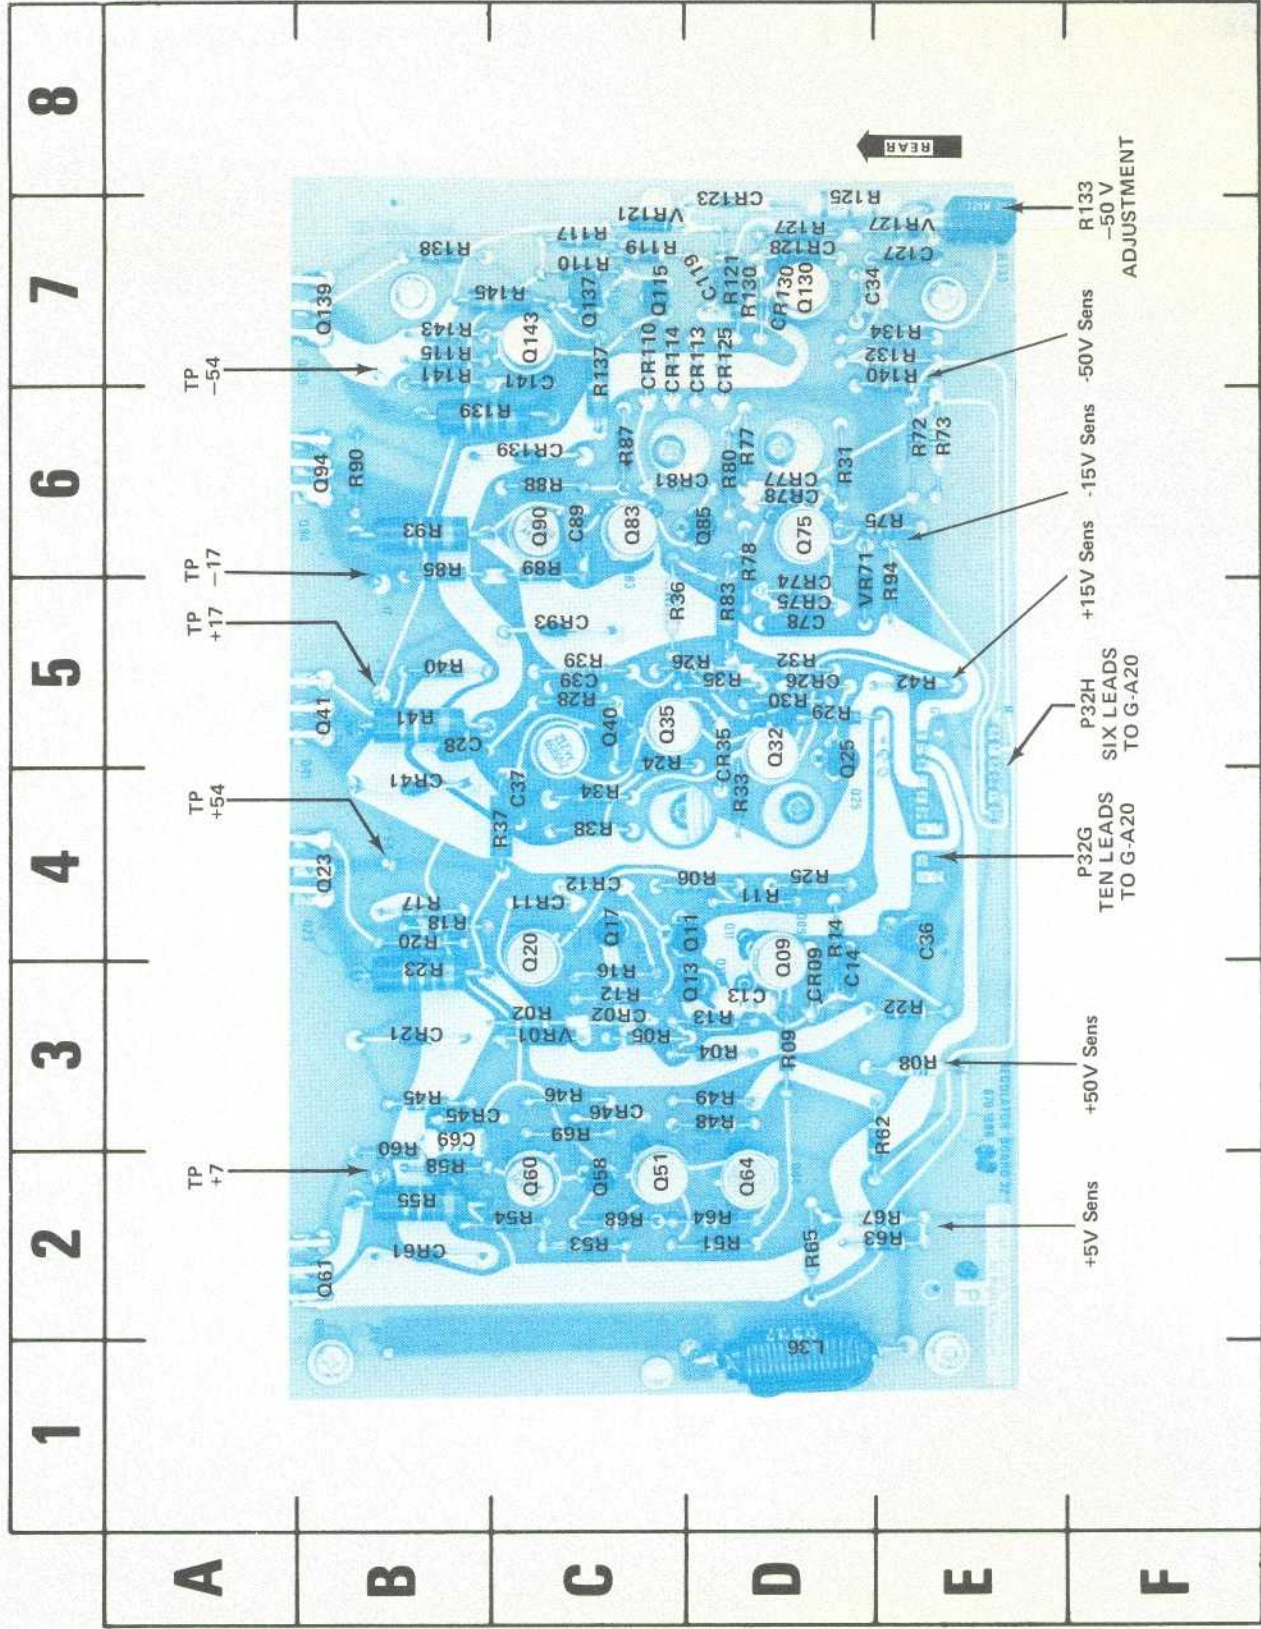 1 2 3 4 5 6 7 8
A
B
C
D
E
F
TP
+7
TP
+54
TP
+17
TP
−17
TP
−54
Q61
Q23
Q41
Q94
Q139
CR61
R55
R58
R60
C69
CR45
R45
CR21
R23
R20
R18
R17
CR41
C28
R41
R40
R85
R93
R90
R139
R141
R115
R143
R145
R138
R54
Q60
R53
R68
Q58
Q51
R69
CR46
R46
VR01
R02
CR02
R05
R12
R16
Q20
Q17
CR11
CR12
R37
C37
R38
R34
R24
Q40
Q35
R28
C39
R39
CR93
R36
R26
R89
C89
Q90
Q83
R88
CR139
R87
R137
C141
Q143
Q137
Q115
R110
R117
R119
VR121
CR81
CR110
CR114
CR113
CR125
L36
R65
R51
R64
Q64
R48
R49
R09
R04
R13
C13
Q13
Q11
Q09
CR09
C14
R14
R06
R11
R25
R33
CR35
Q32
Q25
R29
R30
CR26
R32
R35
R83
C78
CR75
CR74
R78
Q85
Q75
CR78
CR77
R80
R77
R31
C119
R121
R130
CR130
Q130
CR128
R127
CR123
R125
R63
R67
R62
R08
R22
C36
R42
R94
VR71
R75
R72
R73
R140
R132
R134
C34
C127
VR127
REGULATOR BOARD
REAR
+5V Sens
+50V Sens
P32G
TEN LEADS
TO G-A20
P32H
SIX LEADS
TO G-A20
+15V Sens
-15V Sens
-50V Sens
R133
−50 V
ADJUSTMENT